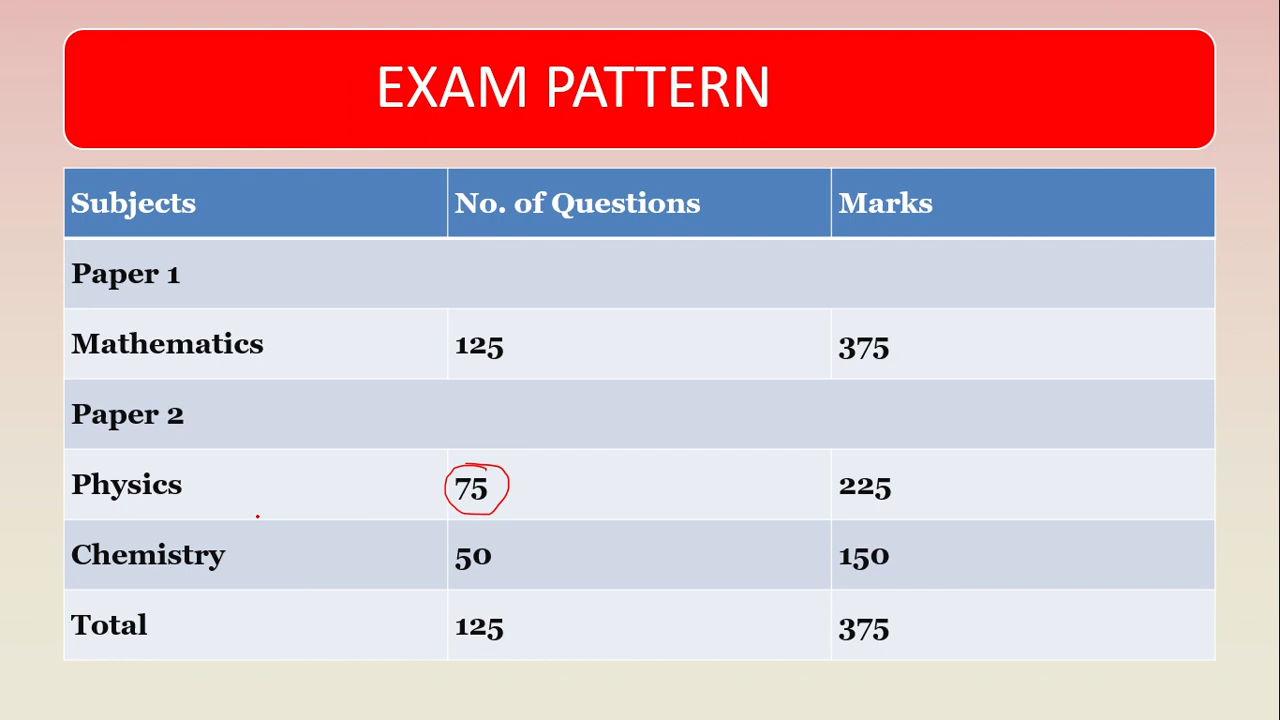 EXAM PATTERN
Subjects No. of Questions Marks
Paper 1
Mathematics 125 375
Paper 2
Physics 75 225
Chemistry 50 150
Total 125 375